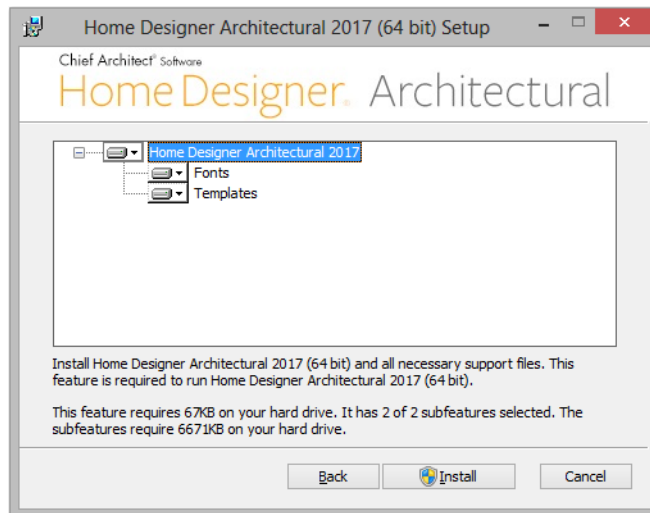 Home Designer Architectural 2017 (64 bit) Setup
Chief Architect® Software
Home Designer® Architectural
Home Designer Architectural 2017
Fonts
Templates
Install Home Designer Architectural 2017 (64 bit) and all necessary support files. This
feature is required to run Home Designer Architectural 2017 (64 bit).
This feature requires 67KB on your hard drive. It has 2 of 2 subfeatures selected. The
subfeatures require 6671KB on your hard drive.
Back Install Cancel